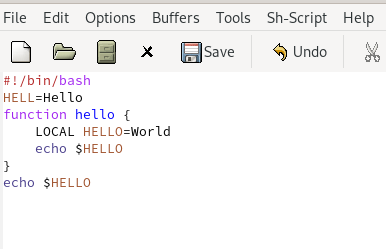 File Edit Options Buffers Tools Sh-Script Help
Save Undo
#!/bin/bash
HELL=Hello
function hello {
    LOCAL HELLO=World
    echo $HELLO
}
echo $HELLO